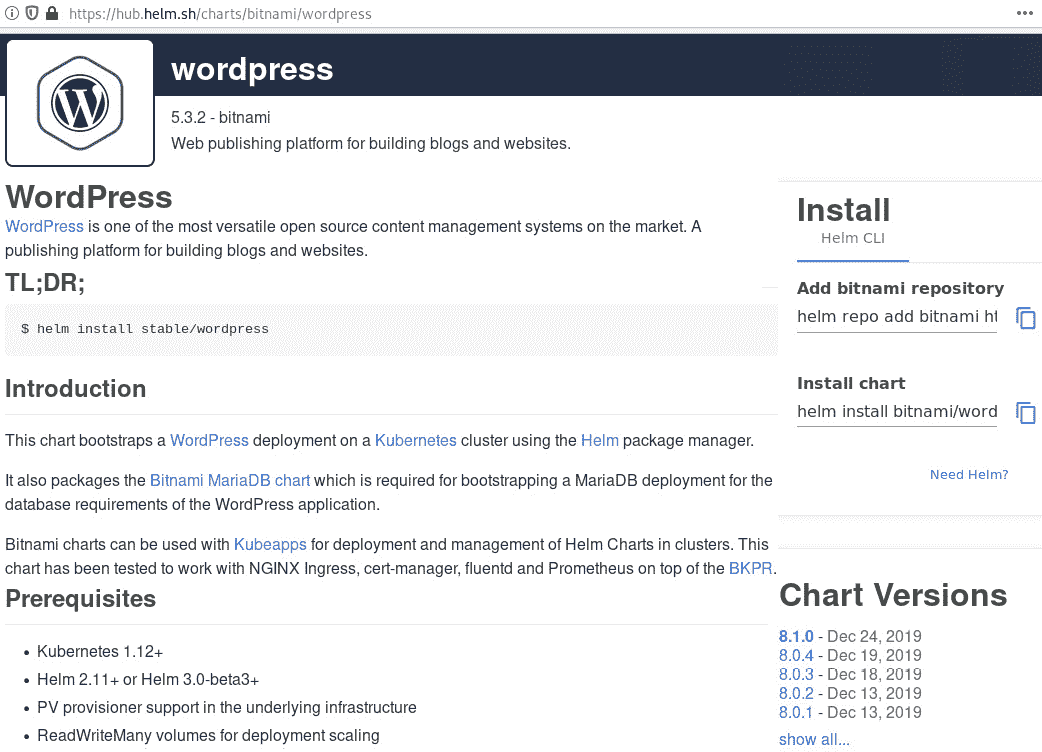 https://hub.helm.sh/charts/bitnami/wordpress
wordpress
5.3.2 - bitnami
Web publishing platform for building blogs and websites.
WordPress
WordPress is one of the most versatile open source content management systems on the market. A
publishing platform for building blogs and websites.
TL;DR;
$ helm install stable/wordpress
Introduction
This chart bootstraps a WordPress deployment on a Kubernetes cluster using the Helm package manager.
It also packages the Bitnami MariaDB chart which is required for bootstrapping a MariaDB deployment for the
database requirements of the WordPress application.
Bitnami charts can be used with Kubeapps for deployment and management of Helm Charts in clusters. This
chart has been tested to work with NGINX Ingress, cert-manager, fluentd and Prometheus on top of the BKPR.
Prerequisites
• Kubernetes 1.12+
• Helm 2.11+ or Helm 3.0-beta3+
• PV provisioner support in the underlying infrastructure
• ReadWriteMany volumes for deployment scaling
Install
Helm CLI
Add bitnami repository
helm repo add bitnami ht
Install chart
helm install bitnami/word
Need Helm?
Chart Versions
8.1.0 - Dec 24, 2019
8.0.4 - Dec 19, 2019
8.0.3 - Dec 18, 2019
8.0.2 - Dec 13, 2019
8.0.1 - Dec 13, 2019
show all...